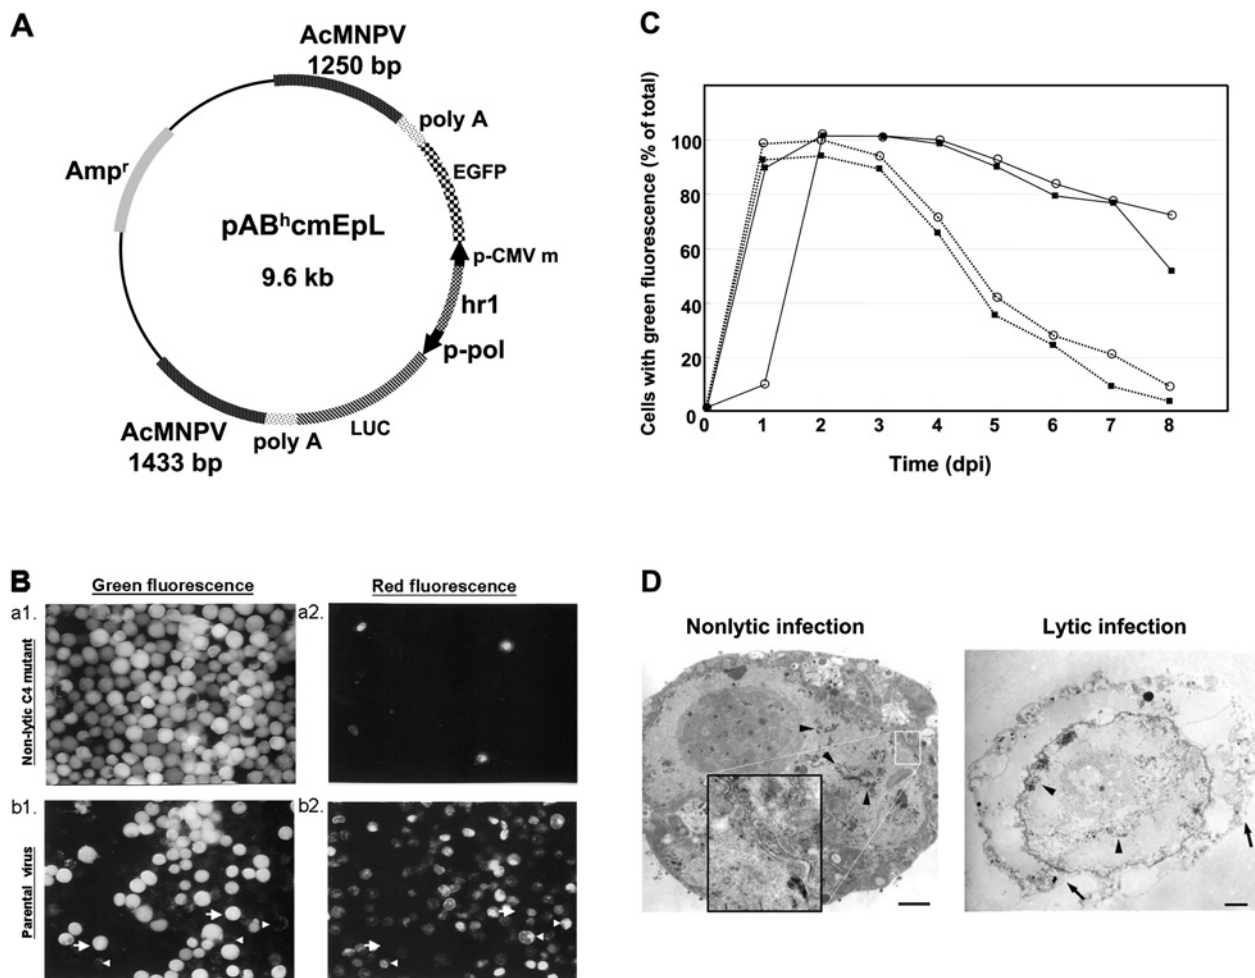 A
AcMNPV
1250 bp
poly A
EGFP
Ampʳ
pABʰcmEpL
9.6 kb
p-CMV m
hr1
p-pol
LUC
poly A
AcMNPV
1433 bp
C
Cells with green fluorescence (% of total)
100
80
60
40
20
0
0 1 2 3 4 5 6 7 8
Time (dpi)
B
Green fluorescence Red fluorescence
a1. a2.
Non-lytic C4 mutant
b1. b2.
Parental virus
D
Nonlytic infection Lytic infection